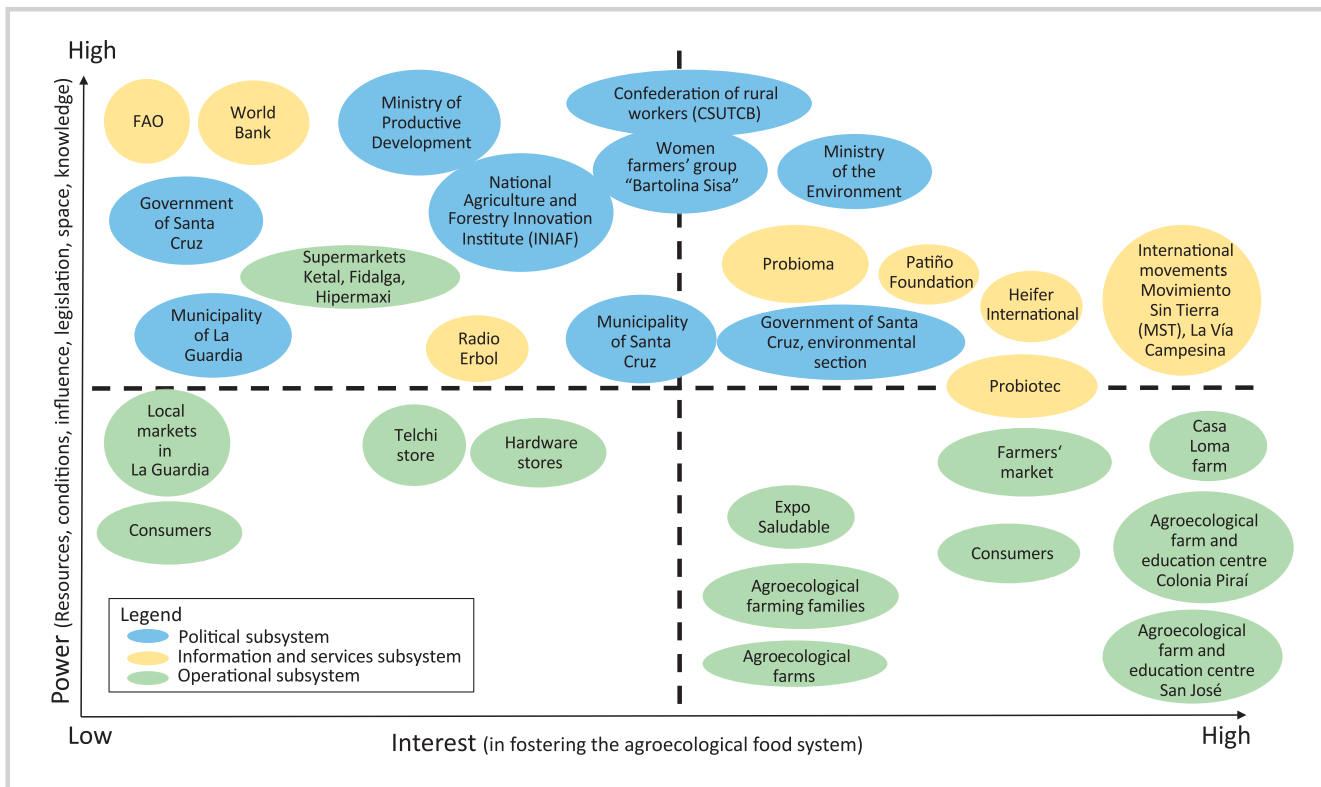 High
Power (Resources, conditions, influence, legislation, space, knowledge)
FAO
World
Bank
Ministry of
Productive
Development
Confederation of rural
workers (CSUTCB)
Women
farmers’ group
“Bartolina Sisa”
Ministry
of the
Environment
National
Agriculture and
Forestry Innovation
Institute (INIAF)
Government
of Santa
Cruz
Supermarkets
Ketal, Fidalga,
Hipermaxi
Probioma
Patiño
Foundation
Heifer
International
International
movements
Movimiento
Sin Tierra
(MST), La Vía
Campesina
Municipality
of La
Guardia
Radio
Erbol
Municipality
of Santa
Cruz
Government of Santa
Cruz, environmental
section
Probiotec
Local
markets
in
La Guardia
Telchi
store
Hardware
stores
Farmers‘
market
Casa
Loma
farm
Consumers
Expo
Saludable
Consumers
Agroecological
farm and
education centre
Colonia Piraí
Agroecological
farming families
Agroecological
farms
Agroecological
farm and
education centre
San José
Legend
Political subsystem
Information and services subsystem
Operational subsystem
Low
Interest (in fostering the agroecological food system)
High